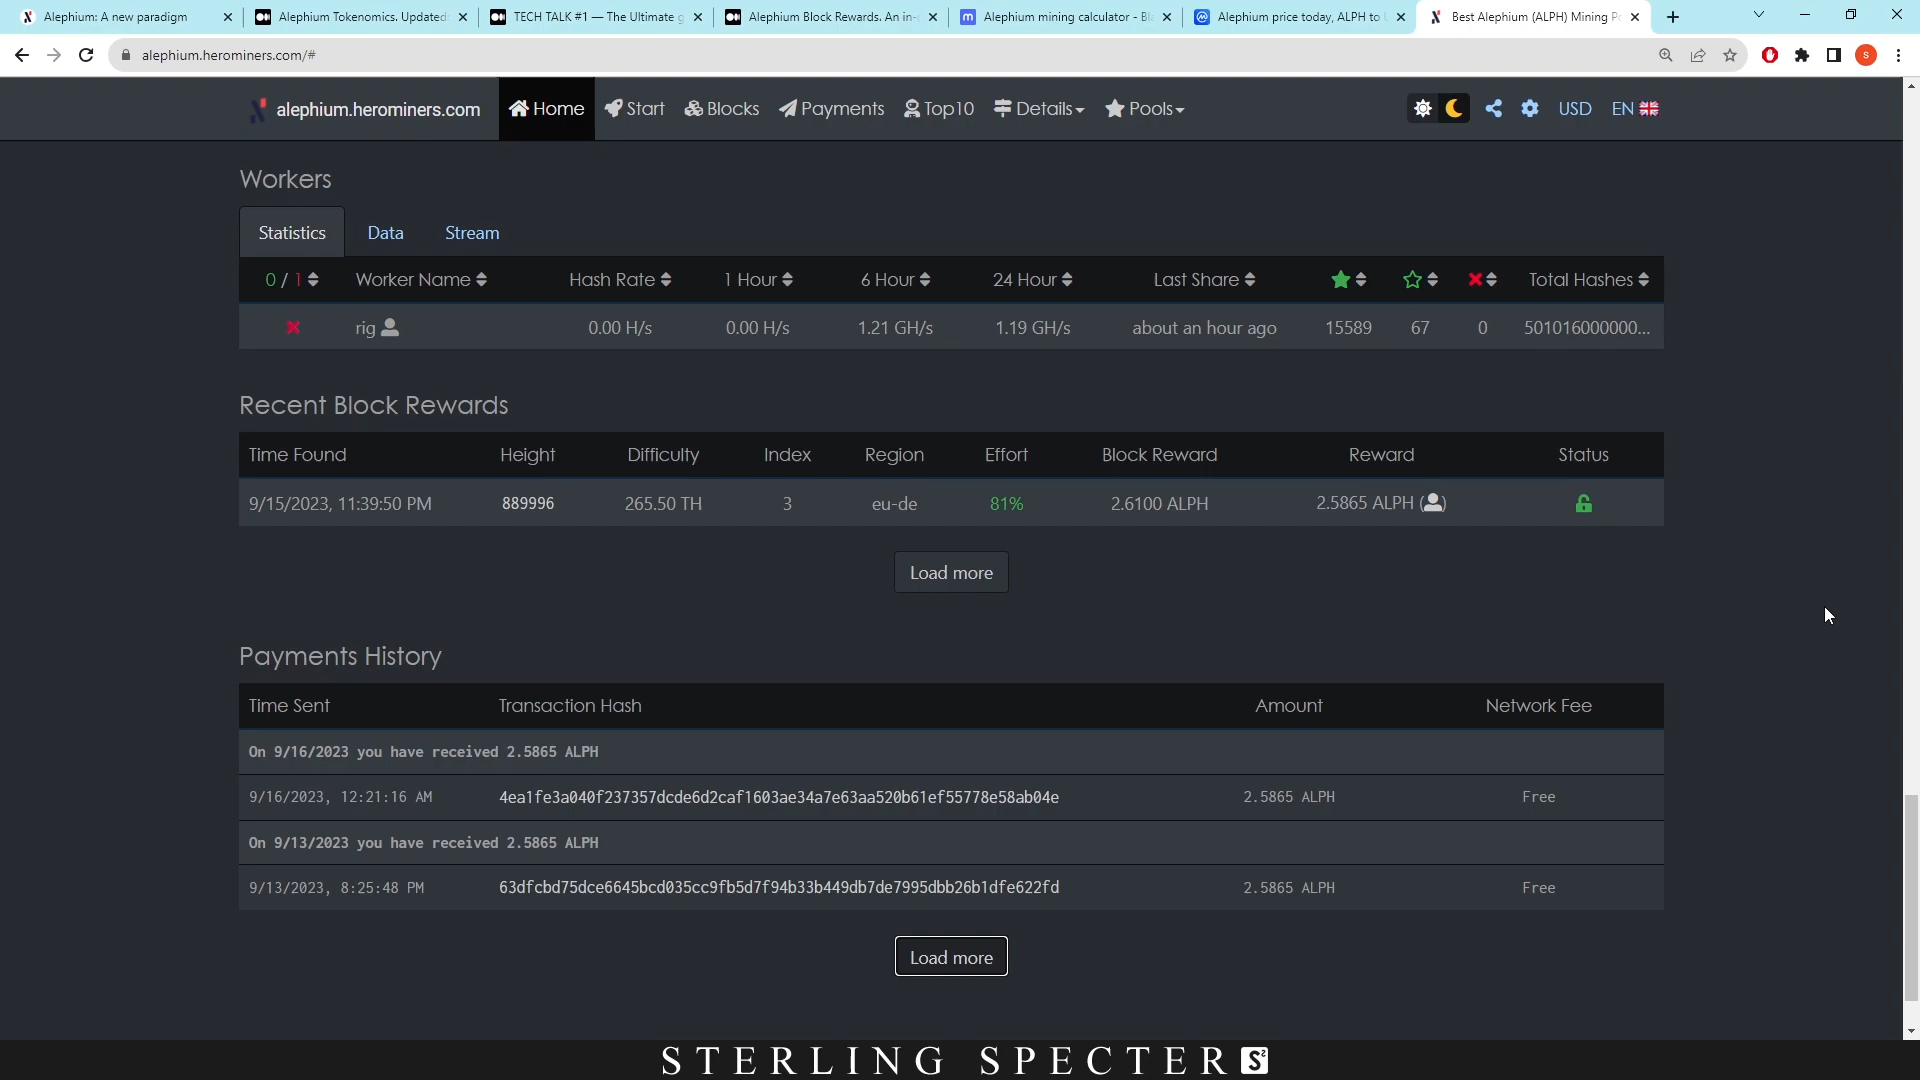 Alephium: A new paradigm
Alephium Tokenomics. Updated
TECH TALK #1 — The Ultimate g
Alephium Block Rewards. An in-
Alephium mining calculator - Bl
Alephium price today, ALPH to
Best Alephium (ALPH) Mining P
alephium.herominers.com/#
S
alephium.herominers.com Home Start Blocks Payments Top10 Details Pools USD EN
Workers
Statistics Data Stream
0 / 1 Worker Name Hash Rate 1 Hour 6 Hour 24 Hour Last Share Total Hashes
rig 0.00 H/s 0.00 H/s 1.21 GH/s 1.19 GH/s about an hour ago 15589 67 0 501016000000...
Recent Block Rewards
Time Found Height Difficulty Index Region Effort Block Reward Reward Status
9/15/2023, 11:39:50 PM 889996 265.50 TH 3 eu-de 81% 2.6100 ALPH 2.5865 ALPH ( )
Load more
Payments History
Time Sent Transaction Hash Amount Network Fee
On 9/16/2023 you have received 2.5865 ALPH
9/16/2023, 12:21:16 AM 4ea1fe3a040f237357dcde6d2caf1603ae34a7e63aa520b61ef55778e58ab04e 2.5865 ALPH Free
On 9/13/2023 you have received 2.5865 ALPH
9/13/2023, 8:25:48 PM 63dfcbd75dce6645bcd035cc9fb5d7f94b33b449db7de7995dbb26b1dfe622fd 2.5865 ALPH Free
Load more
STERLING SPECTER S²